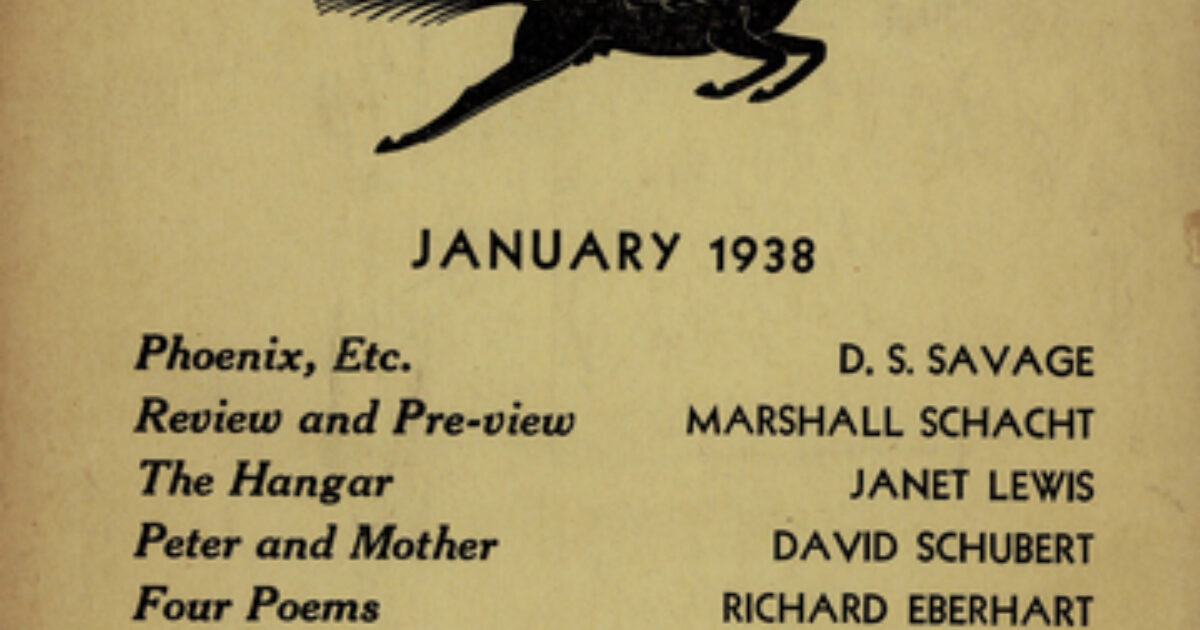 JANUARY 1938
Phoenix, Etc. D. S. SAVAGE
Review and Pre-view MARSHALL SCHACHT
The Hangar JANET LEWIS
Peter and Mother DAVID SCHUBERT
Four Poems RICHARD EBERHART